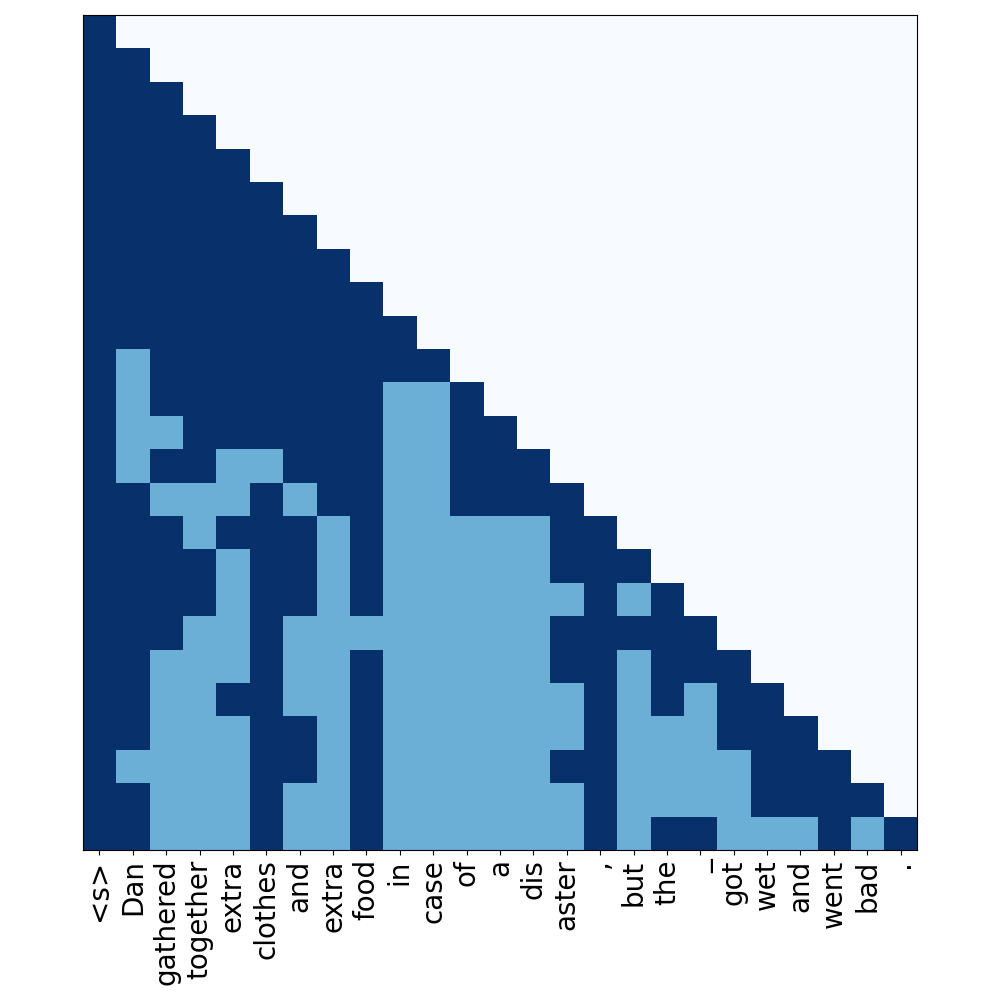 <s> Dan gathered together extra clothes and extra food in case of a dis aster , but the _ got wet and went bad .